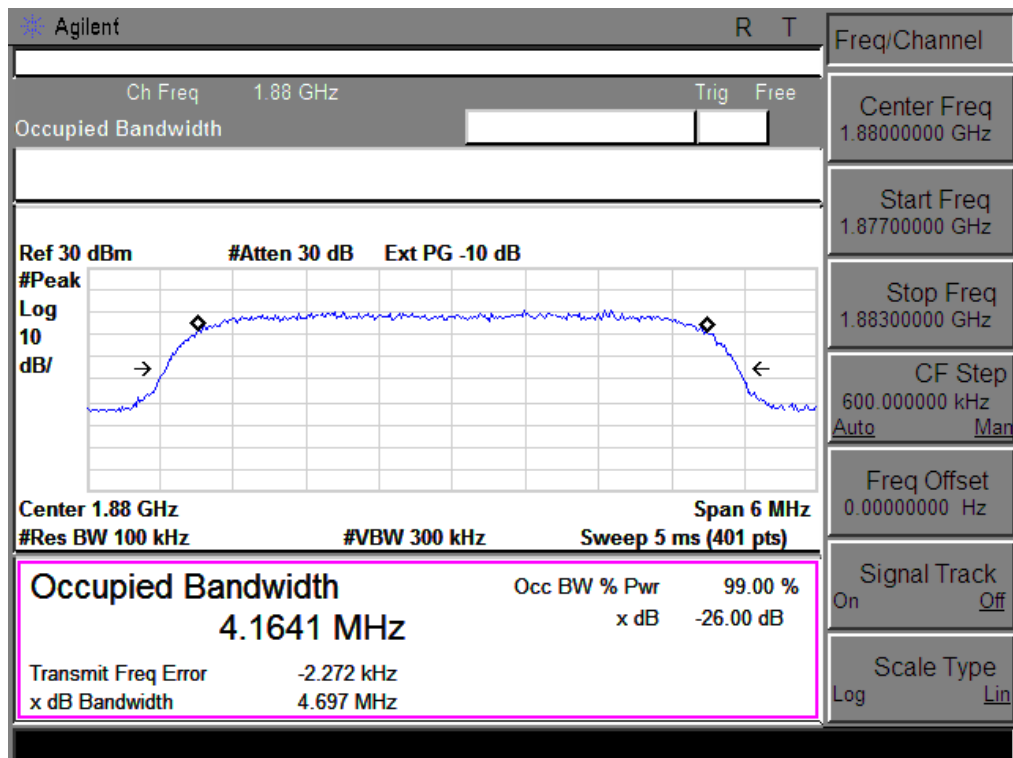 Agilent R T
Freq/Channel
Ch Freq 1.88 GHz Trig Free
Occupied Bandwidth
Center Freq
1.88000000 GHz
Start Freq
1.87700000 GHz
Stop Freq
1.88300000 GHz
CF Step
600.000000 kHz
Auto Man
Freq Offset
0.00000000 Hz
Signal Track
On Off
Scale Type
Log Lin
Ref 30 dBm #Atten 30 dB Ext PG -10 dB
#Peak
Log
10
dB/
Center 1.88 GHz Span 6 MHz
#Res BW 100 kHz #VBW 300 kHz Sweep 5 ms (401 pts)
Occupied Bandwidth Occ BW % Pwr 99.00 %
4.1641 MHz x dB -26.00 dB
Transmit Freq Error -2.272 kHz
x dB Bandwidth 4.697 MHz